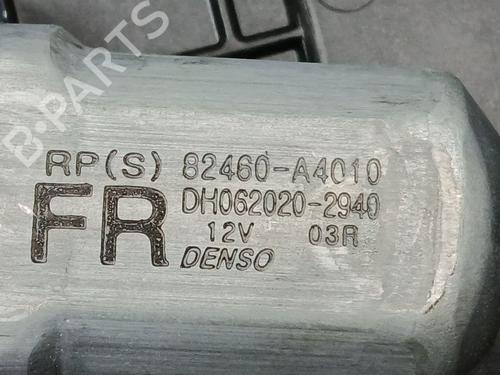 B-PARTS
RP(S) 82460-A4010
FR DH062020-2940
12V 03R
DENSO